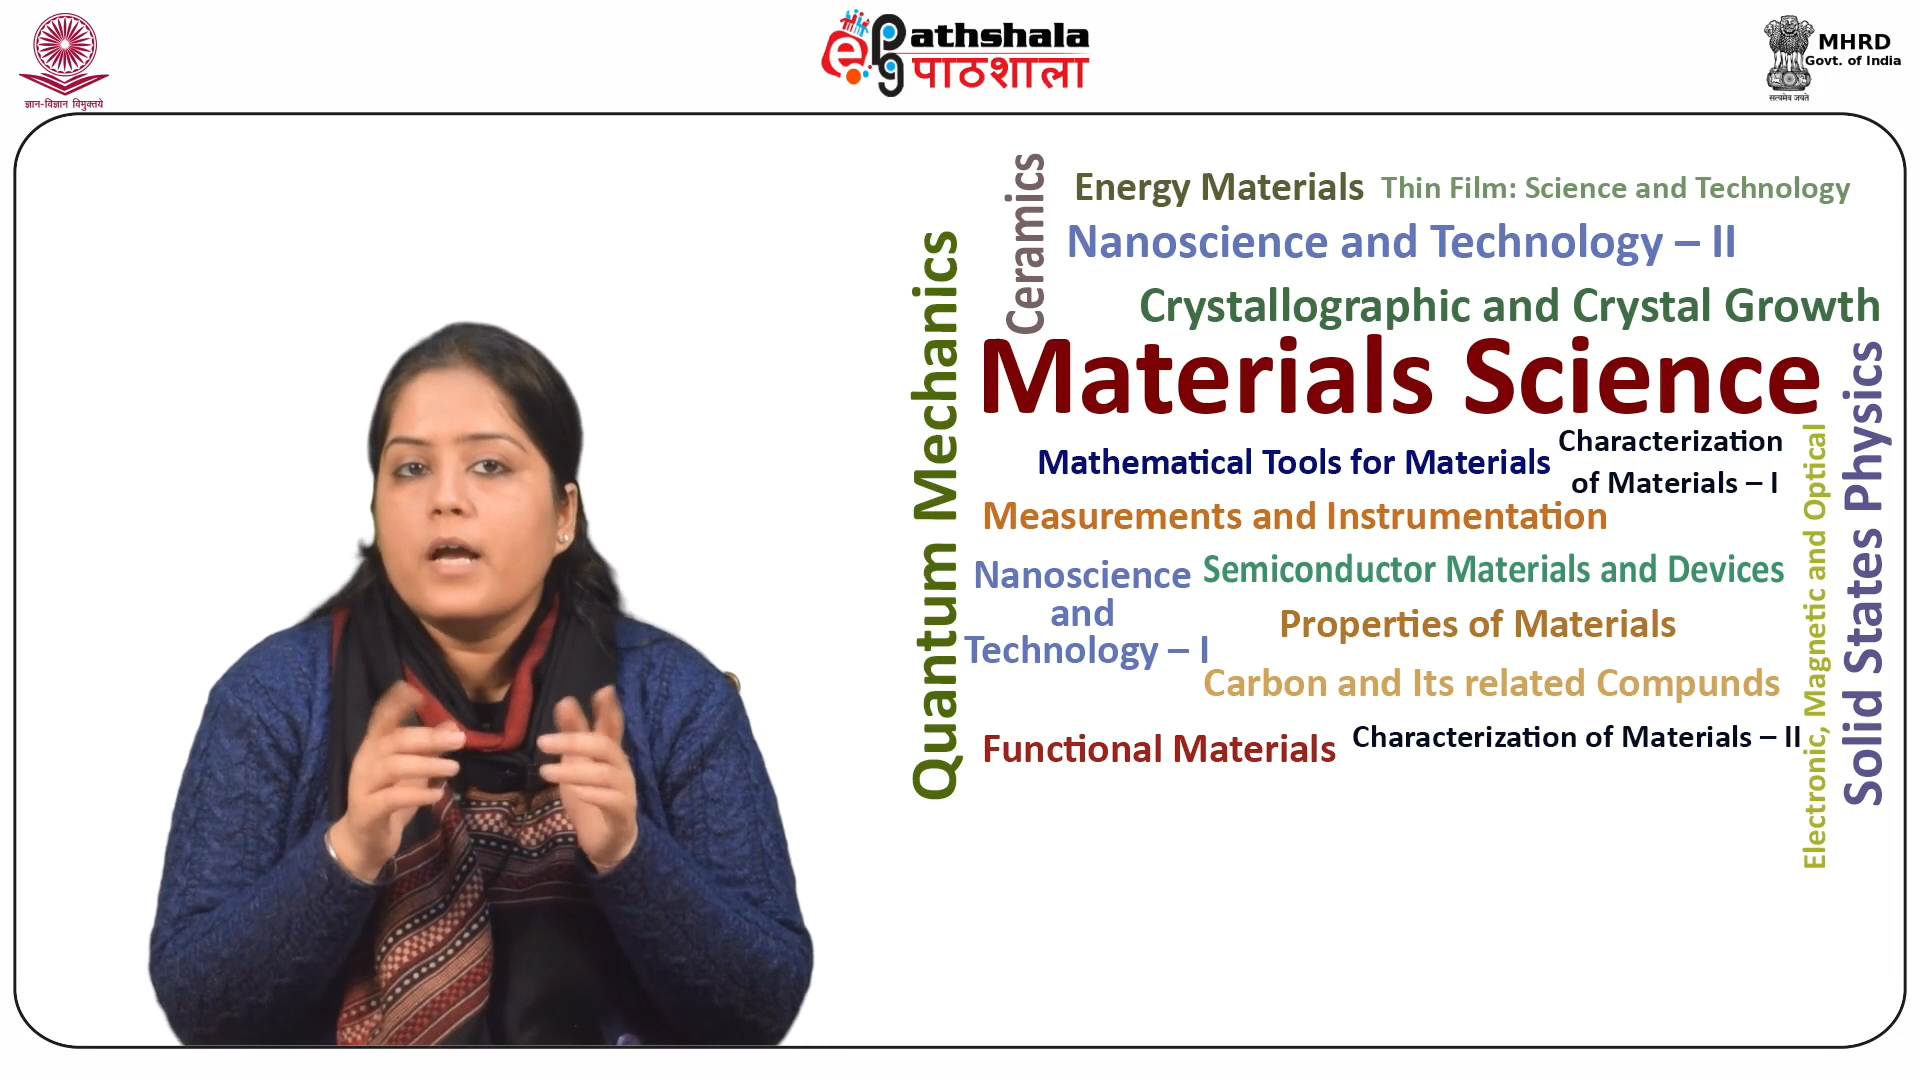 ज्ञान-विज्ञान विमुक्तये
ePathshala
पाठशाला
MHRD
Govt. of India
सत्यमेव जयते
Ceramics
Energy Materials
Thin Film: Science and Technology
Nanoscience and Technology – II
Crystallographic and Crystal Growth
Quantum Mechanics
Materials Science
Mathematical Tools for Materials
Characterization
of Materials – I
Measurements and Instrumentation
Nanoscience
and
Technology – I
Semiconductor Materials and Devices
Properties of Materials
Carbon and Its related Compunds
Functional Materials
Characterization of Materials – II
Electronic, Magnetic and Optical
Solid States Physics